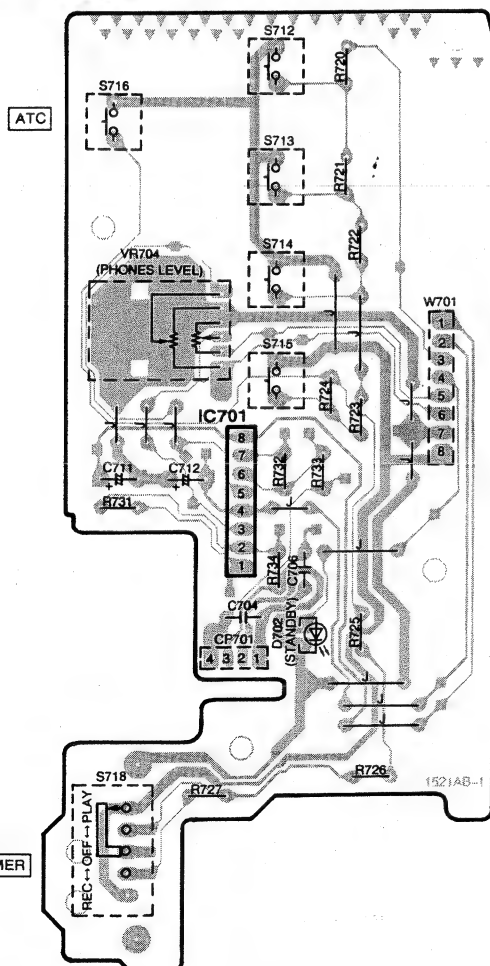 S712
R720
S716
ATC
S713
R721
S714
R722
VR704
(PHONES LEVEL)
J
W701
1
2
3
4
5
6
7
8
S715
R724
R723
J
J
IC701
8
7
6
5
4
3
2
1
J
J
J
C711
+
C712
+
R731
R732
R733
J
J
R734
C706
C704
CP701
4 3 2 1
D702
(STANDBY)
R725
J
J
J
R726
R727
1521AB-1
S718
REC↔OFF↔PLAY
MER